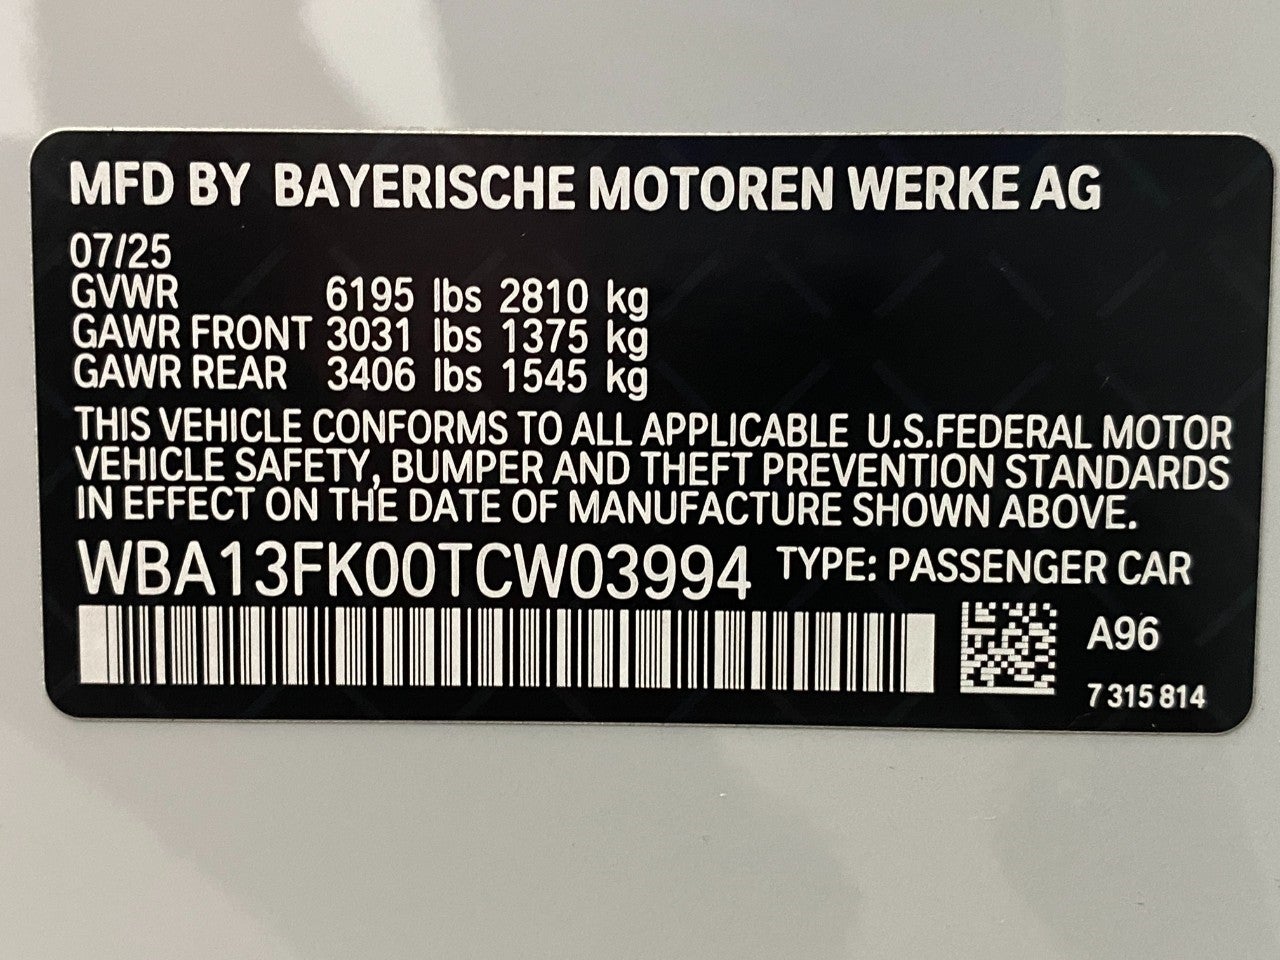 MFD BY BAYERISCHE MOTOREN WERKE AG
07/25
GVWR 6195 lbs 2810 kg
GAWR FRONT 3031 lbs 1375 kg
GAWR REAR 3406 lbs 1545 kg
THIS VEHICLE CONFORMS TO ALL APPLICABLE U.S.FEDERAL MOTOR
VEHICLE SAFETY, BUMPER AND THEFT PREVENTION STANDARDS
IN EFFECT ON THE DATE OF MANUFACTURE SHOWN ABOVE.
WBA13FK00TCW03994 TYPE: PASSENGER CAR
A96
7 315 814